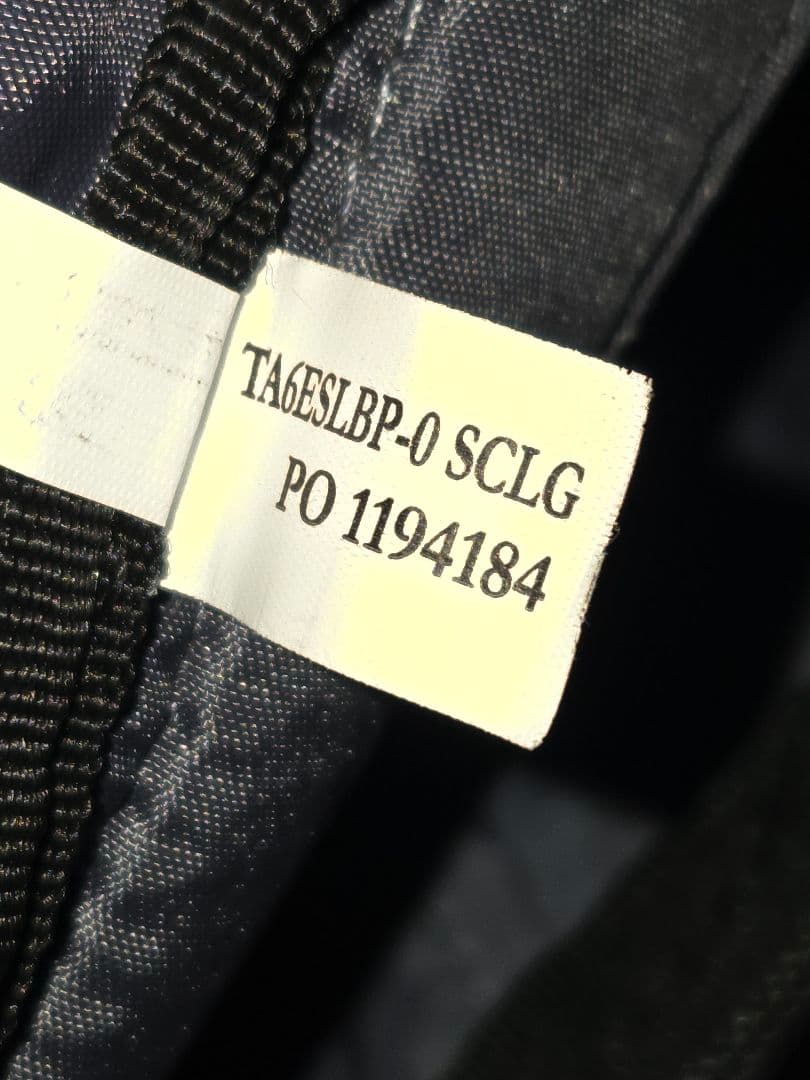 TA6ESLBP-0 SCLG
PO 1194184